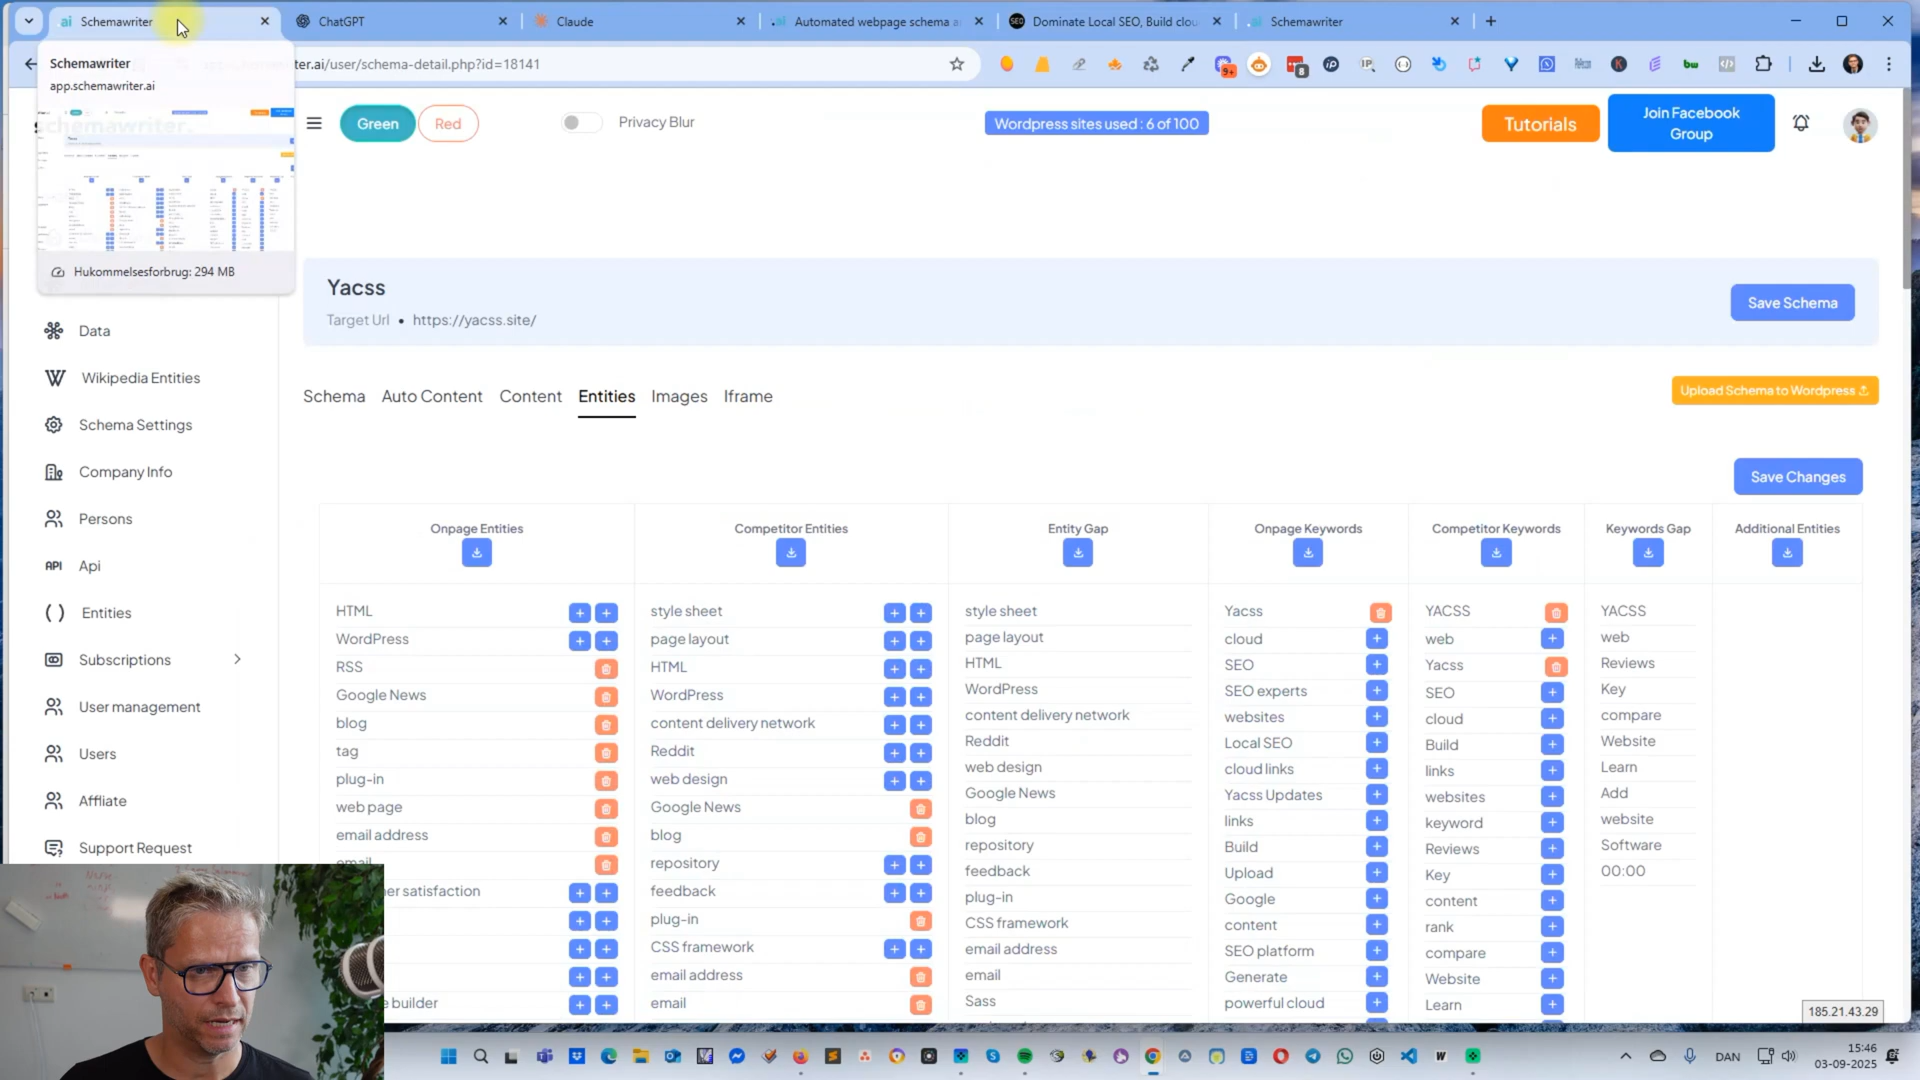 Schemawriter
ChatGPT
Claude
Automated webpage schema a
Dominate Local SEO, Build clou
Schemawriter
Schemawriter
app.schemawriter.ai
ter.ai/user/schema-detail.php?id=18141
9+
8
IP
bw
Hukommelsesforbrug: 294 MB
Green
Red
Privacy Blur
Wordpress sites used : 6 of 100
Tutorials
Join Facebook
Group
Yacss
Target Url • https://yacss.site/
Save Schema
Data
Wikipedia Entities
Schema Settings
Company Info
Persons
API Api
Entities
Subscriptions
User management
Users
Affliate
Support Request
Schema
Auto Content
Content
Entities
Images
Iframe
Upload Schema to Wordpress
Save Changes
Onpage Entities
HTML
WordPress
RSS
Google News
blog
tag
plug-in
web page
email address
email
er satisfaction
builder
Competitor Entities
style sheet
page layout
HTML
WordPress
content delivery network
Reddit
web design
Google News
blog
repository
feedback
plug-in
CSS framework
email address
email
Entity Gap
style sheet
page layout
HTML
WordPress
content delivery network
Reddit
web design
Google News
blog
repository
feedback
plug-in
CSS framework
email address
email
Sass
Onpage Keywords
Yacss
cloud
SEO
SEO experts
websites
Local SEO
cloud links
Yacss Updates
links
Build
Upload
Google
content
SEO platform
Generate
powerful cloud
Competitor Keywords
YACSS
web
Yacss
SEO
cloud
Build
links
websites
keyword
Reviews
Key
content
rank
compare
Website
Learn
Keywords Gap
YACSS
web
Reviews
Key
compare
Website
Learn
Add
website
Software
00:00
Additional Entities
185.21.43.29
DAN
15:46
03-09-2025